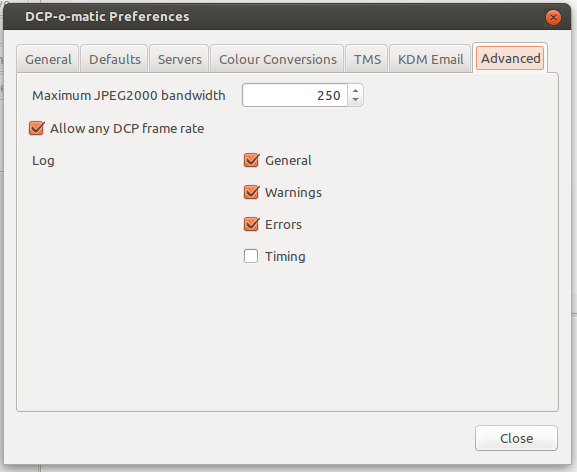 DCP-o-matic Preferences
General Defaults Servers Colour Conversions TMS KDM Email Advanced
Maximum JPEG2000 bandwidth 250
Allow any DCP frame rate
Log General
Warnings
Errors
Timing
Close